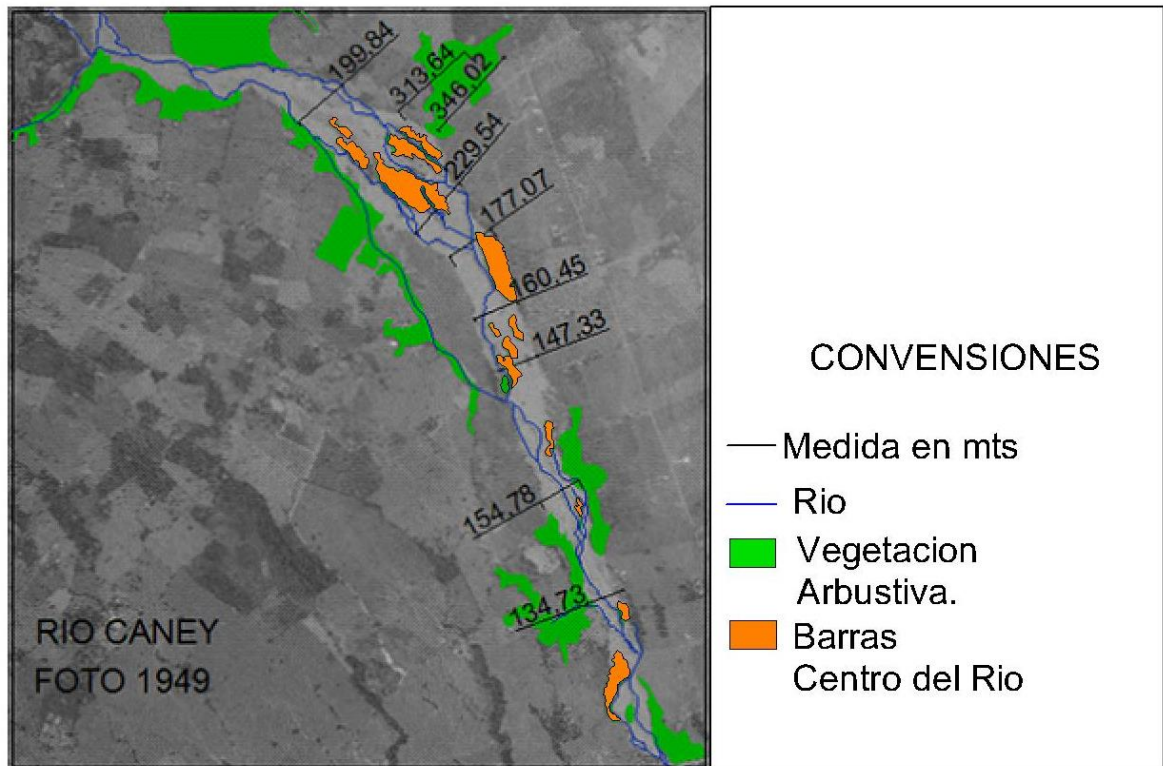 199,84
313,64
346,02
229,54
177,07
160,45
147,33
154,78
134,73
RIO CANEY
FOTO 1949
CONVENSIONES
Medida en mts
Rio
Vegetacion
Arbustiva.
Barras
Centro del Rio